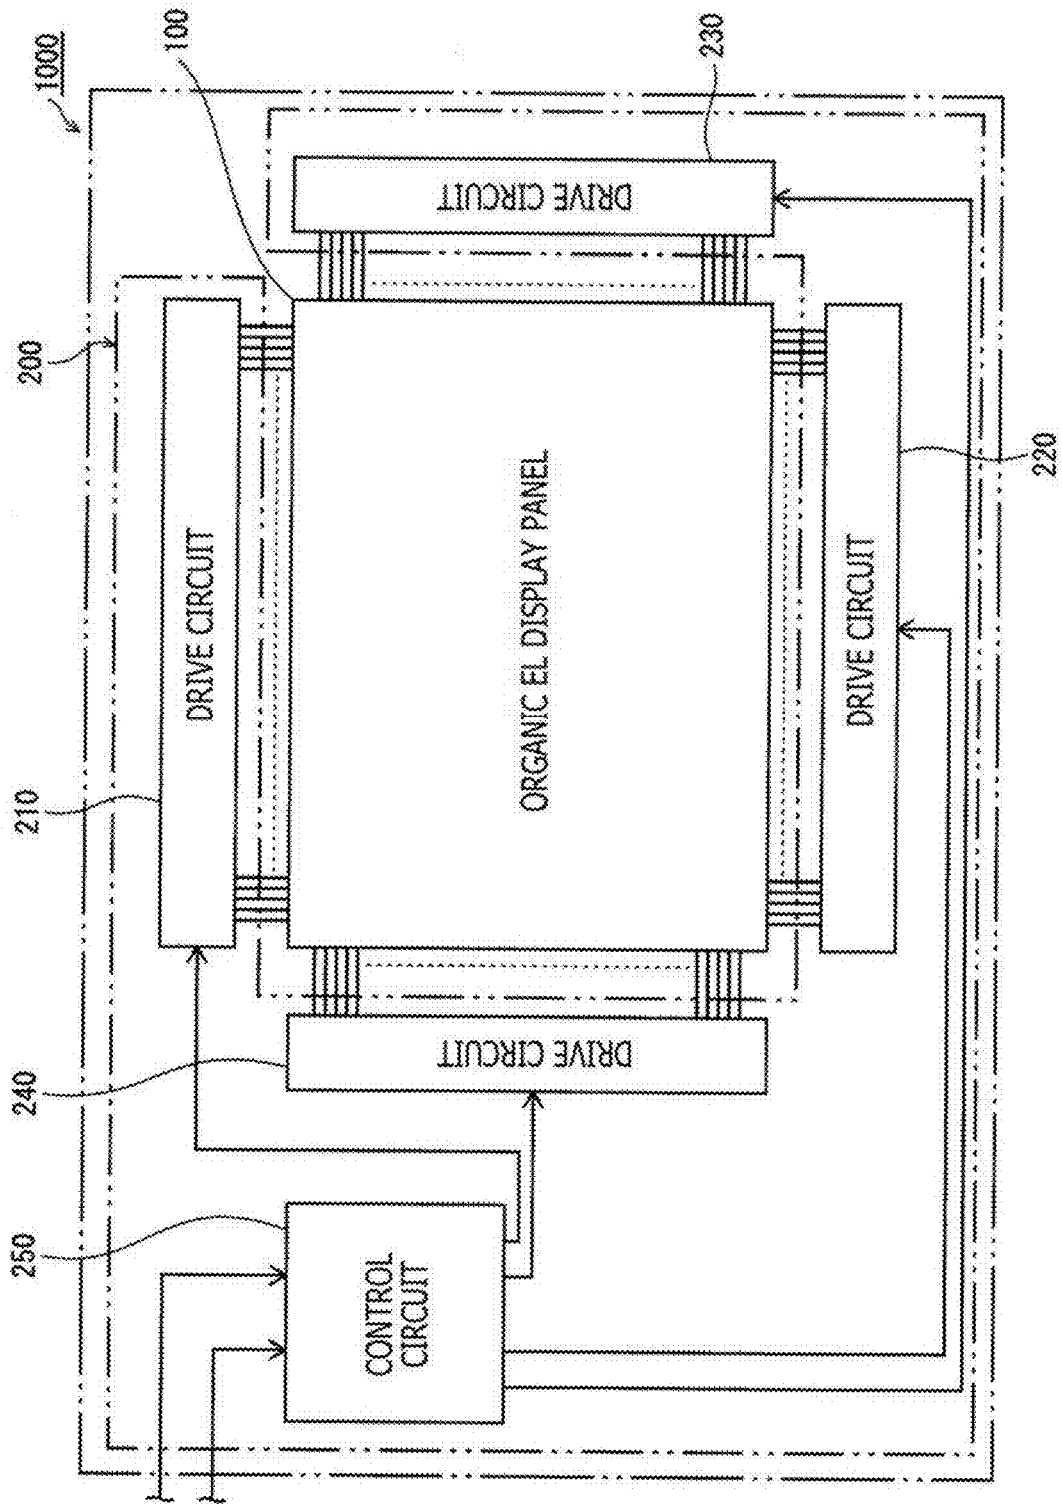 1000
200
100
210
DRIVE CIRCUIT
230
DRIVE CIRCUIT
ORGANIC EL DISPLAY PANEL
240
DRIVE CIRCUIT
250
CONTROL
CIRCUIT
DRIVE CIRCUIT
220